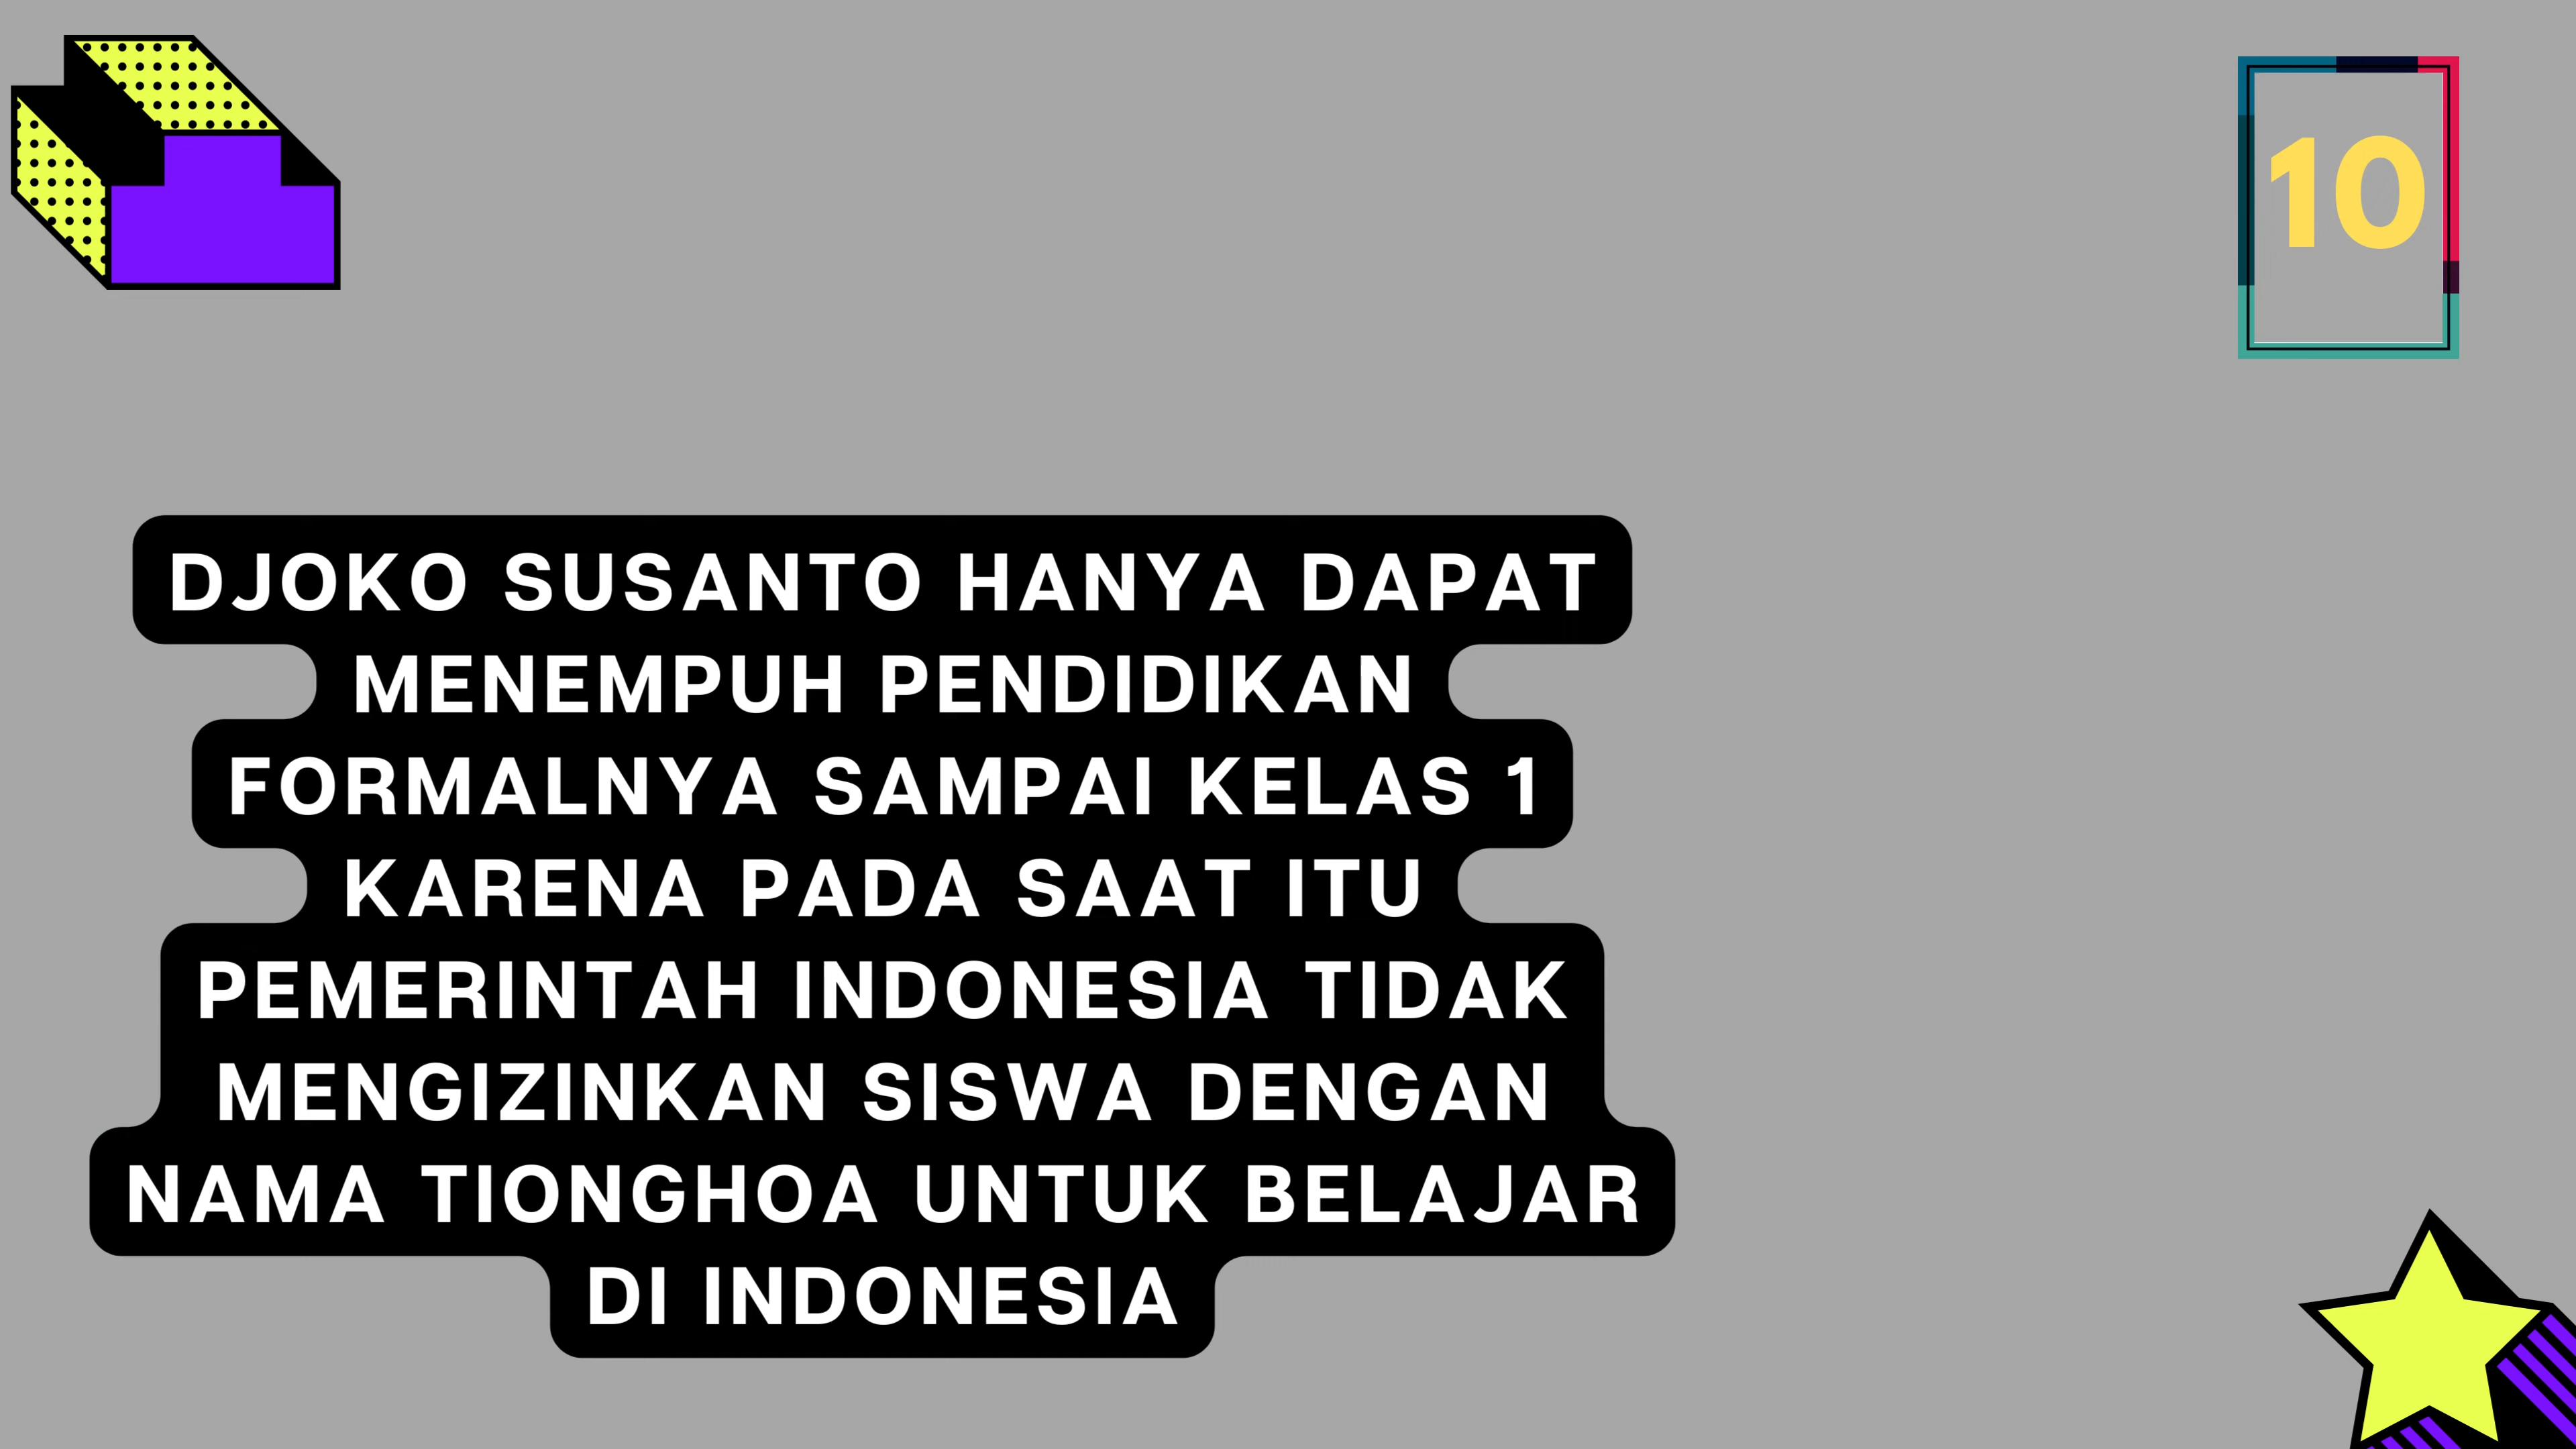 10
DJOKO SUSANTO HANYA DAPAT
MENEMPUH PENDIDIKAN
FORMALNYA SAMPAI KELAS 1
KARENA PADA SAAT ITU
PEMERINTAH INDONESIA TIDAK
MENGIZINKAN SISWA DENGAN
NAMA TIONGHOA UNTUK BELAJAR
DI INDONESIA